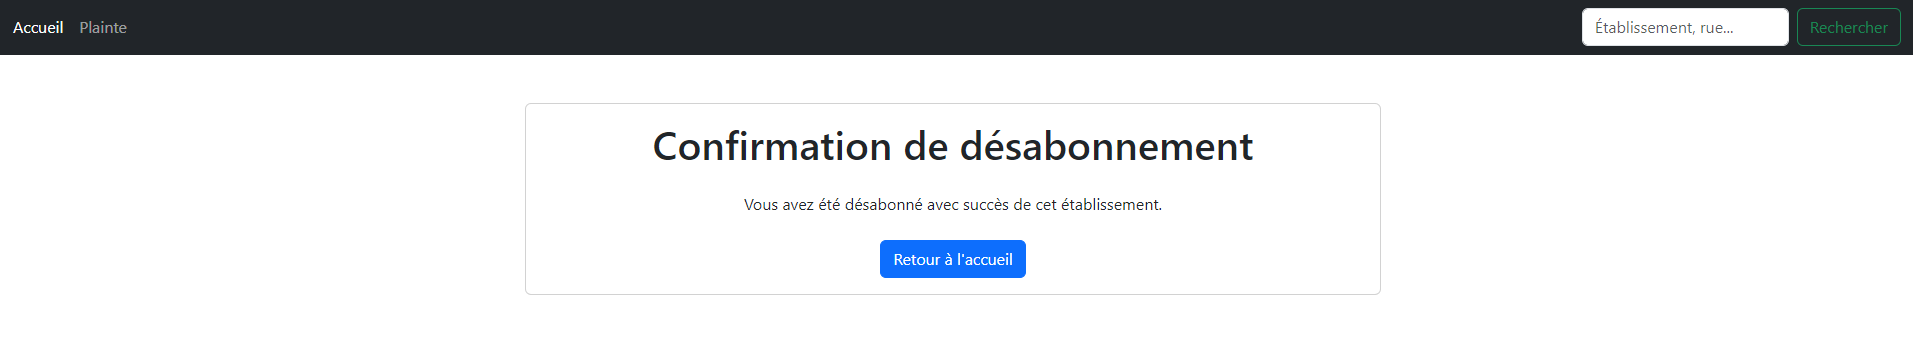 Accueil Plainte Établissement, rue... Rechercher
Confirmation de désabonnement
Vous avez été désabonné avec succès de cet établissement.
Retour à l'accueil